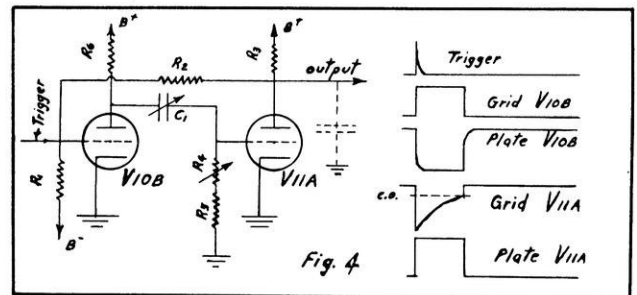 B+
R6
R2
B+
R3
output
Trigger
C1
V10B
R1
R4
R5
V11A
B-
Fig. 4
Trigger
Grid V10B
Plate V10B
c.o.
Grid V11A
Plate V11A